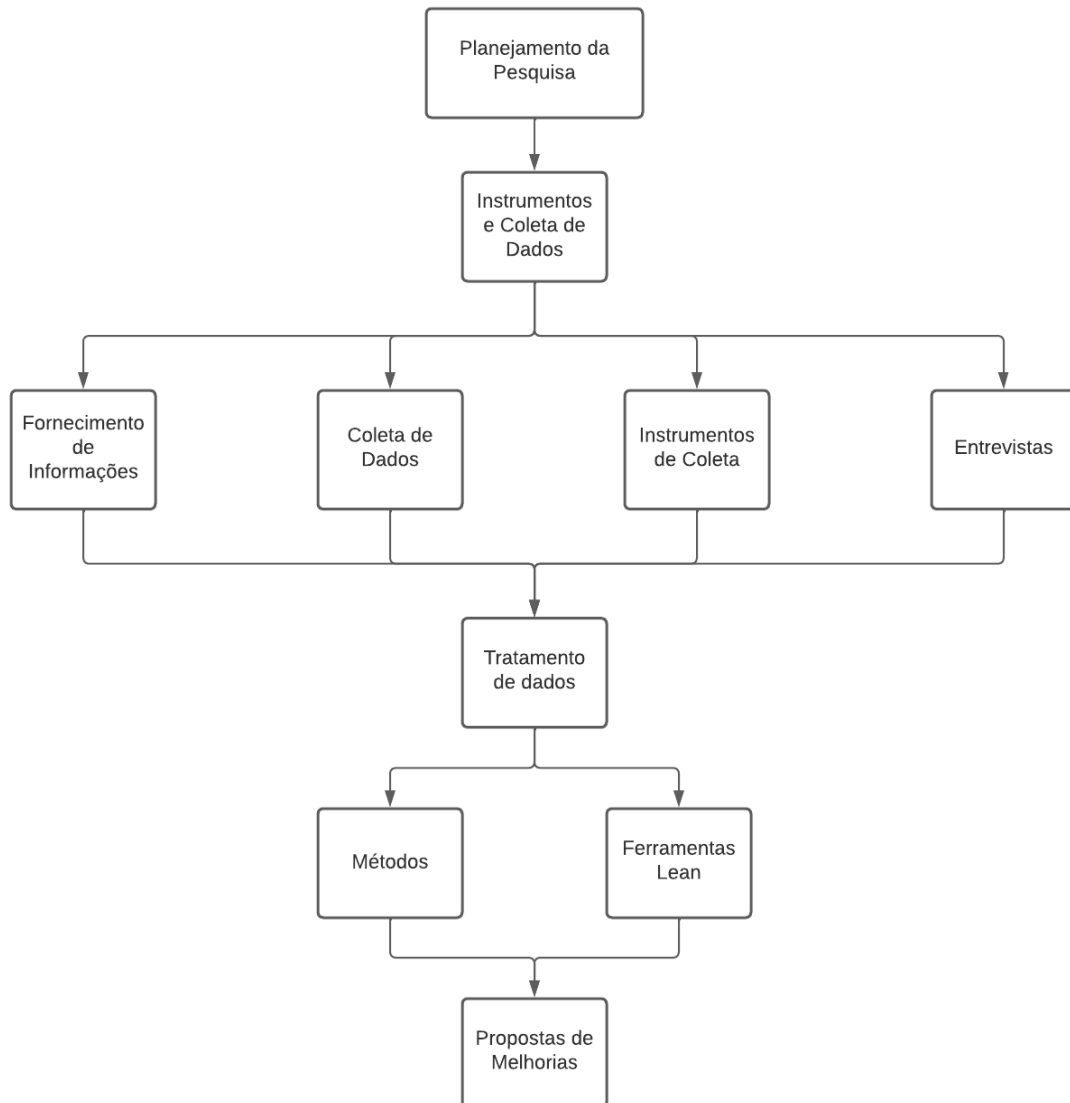 Planejamento da
Pesquisa
Instrumentos
e Coleta de
Dados
Fornecimento
de
Informações
Coleta de
Dados
Instrumentos
de Coleta
Entrevistas
Tratamento
de dados
Métodos
Ferramentas
Lean
Propostas de
Melhorias